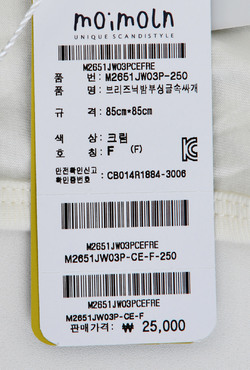 moimoln
UNIQUE SCANDISTYLE
M2651JW03PCEFRE
품 번: M2651JW03P-250
품 명: 브리즈닉밤부싱글속싸개
규 격: 85cm*85cm
색 상: 크림
호 칭: F (F)
안전확인신고
확인증번호 : CB014R1884-3006
M2651JW03PCEFRE
M2651JW03P-CE-F-250
M2651JW03PCEFRE
M2651JW03P-CE-F
판매가격: ₩ 25,000